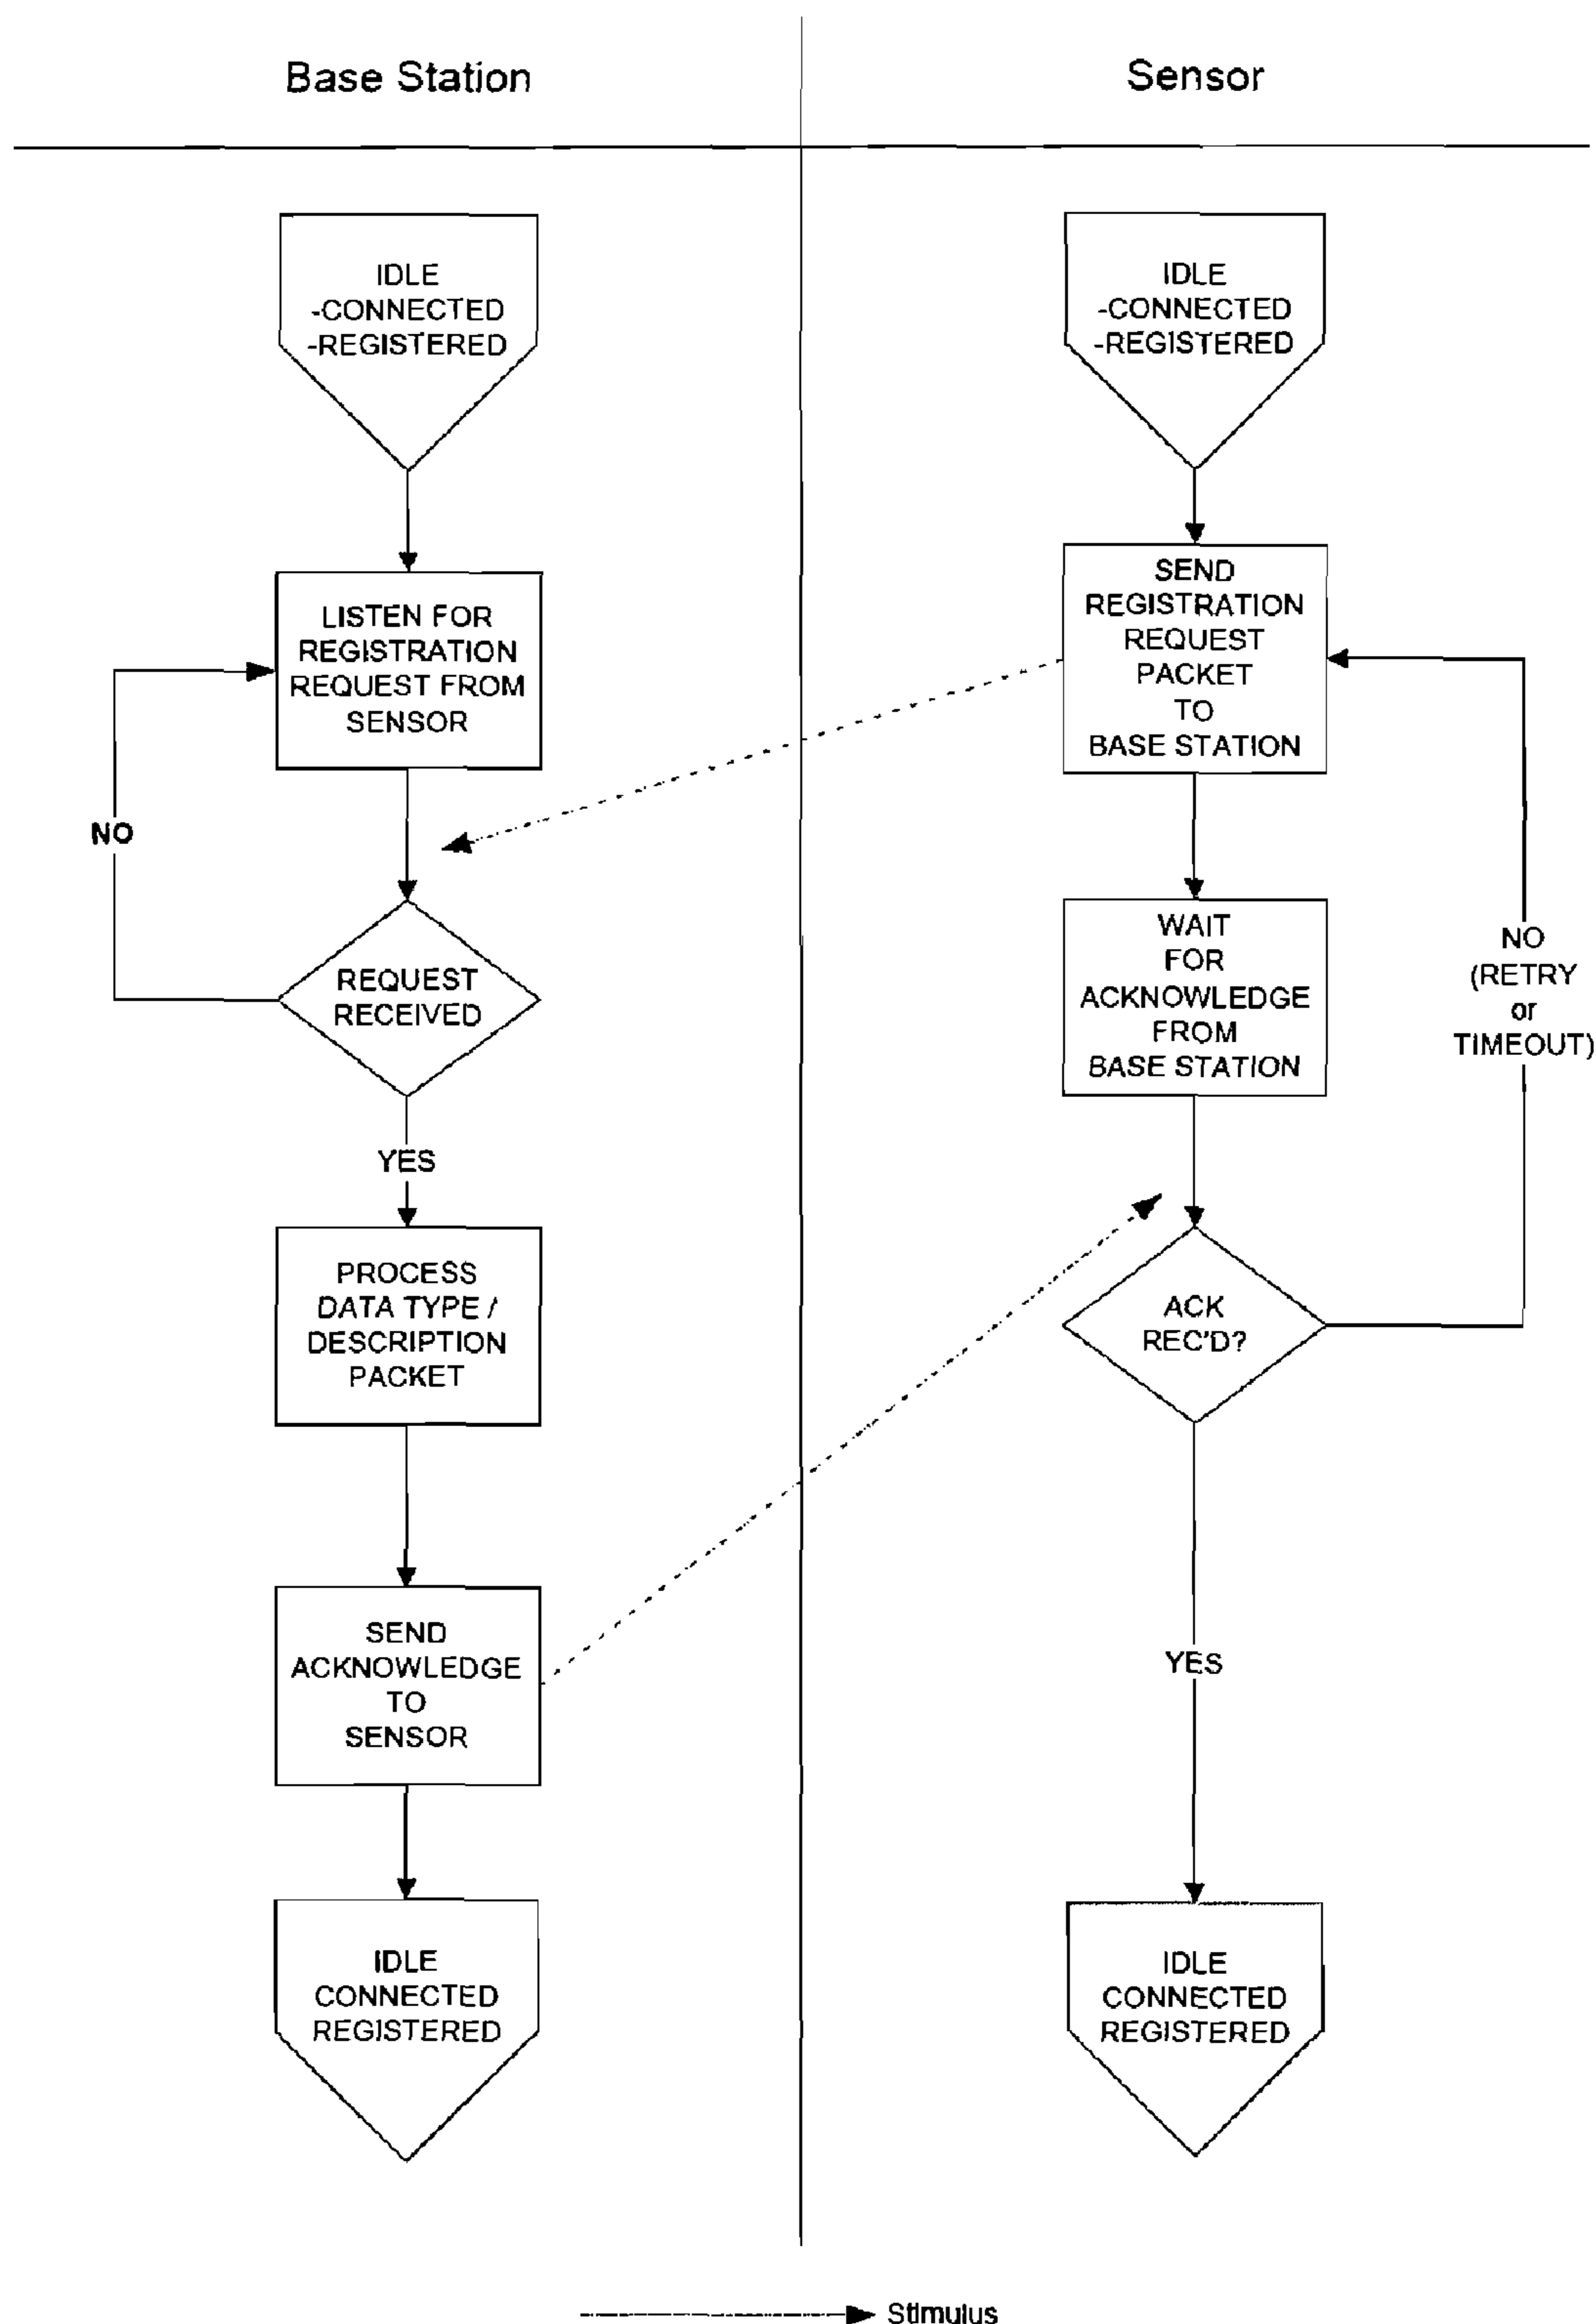 Base Station
Sensor
IDLE
-CONNECTED
-REGISTERED
LISTEN FOR
REGISTRATION
REQUEST FROM
SENSOR
NO
REQUEST
RECEIVED
YES
PROCESS
DATA TYPE /
DESCRIPTION
PACKET
SEND
ACKNOWLEDGE
TO
SENSOR
IDLE
CONNECTED
REGISTERED
IDLE
-CONNECTED
-REGISTERED
SEND
REGISTRATION
REQUEST
PACKET
TO
BASE STATION
WAIT
FOR
ACKNOWLEDGE
FROM
BASE STATION
NO
(RETRY
or
TIMEOUT)
ACK
REC'D?
YES
IDLE
CONNECTED
REGISTERED
Stimulus